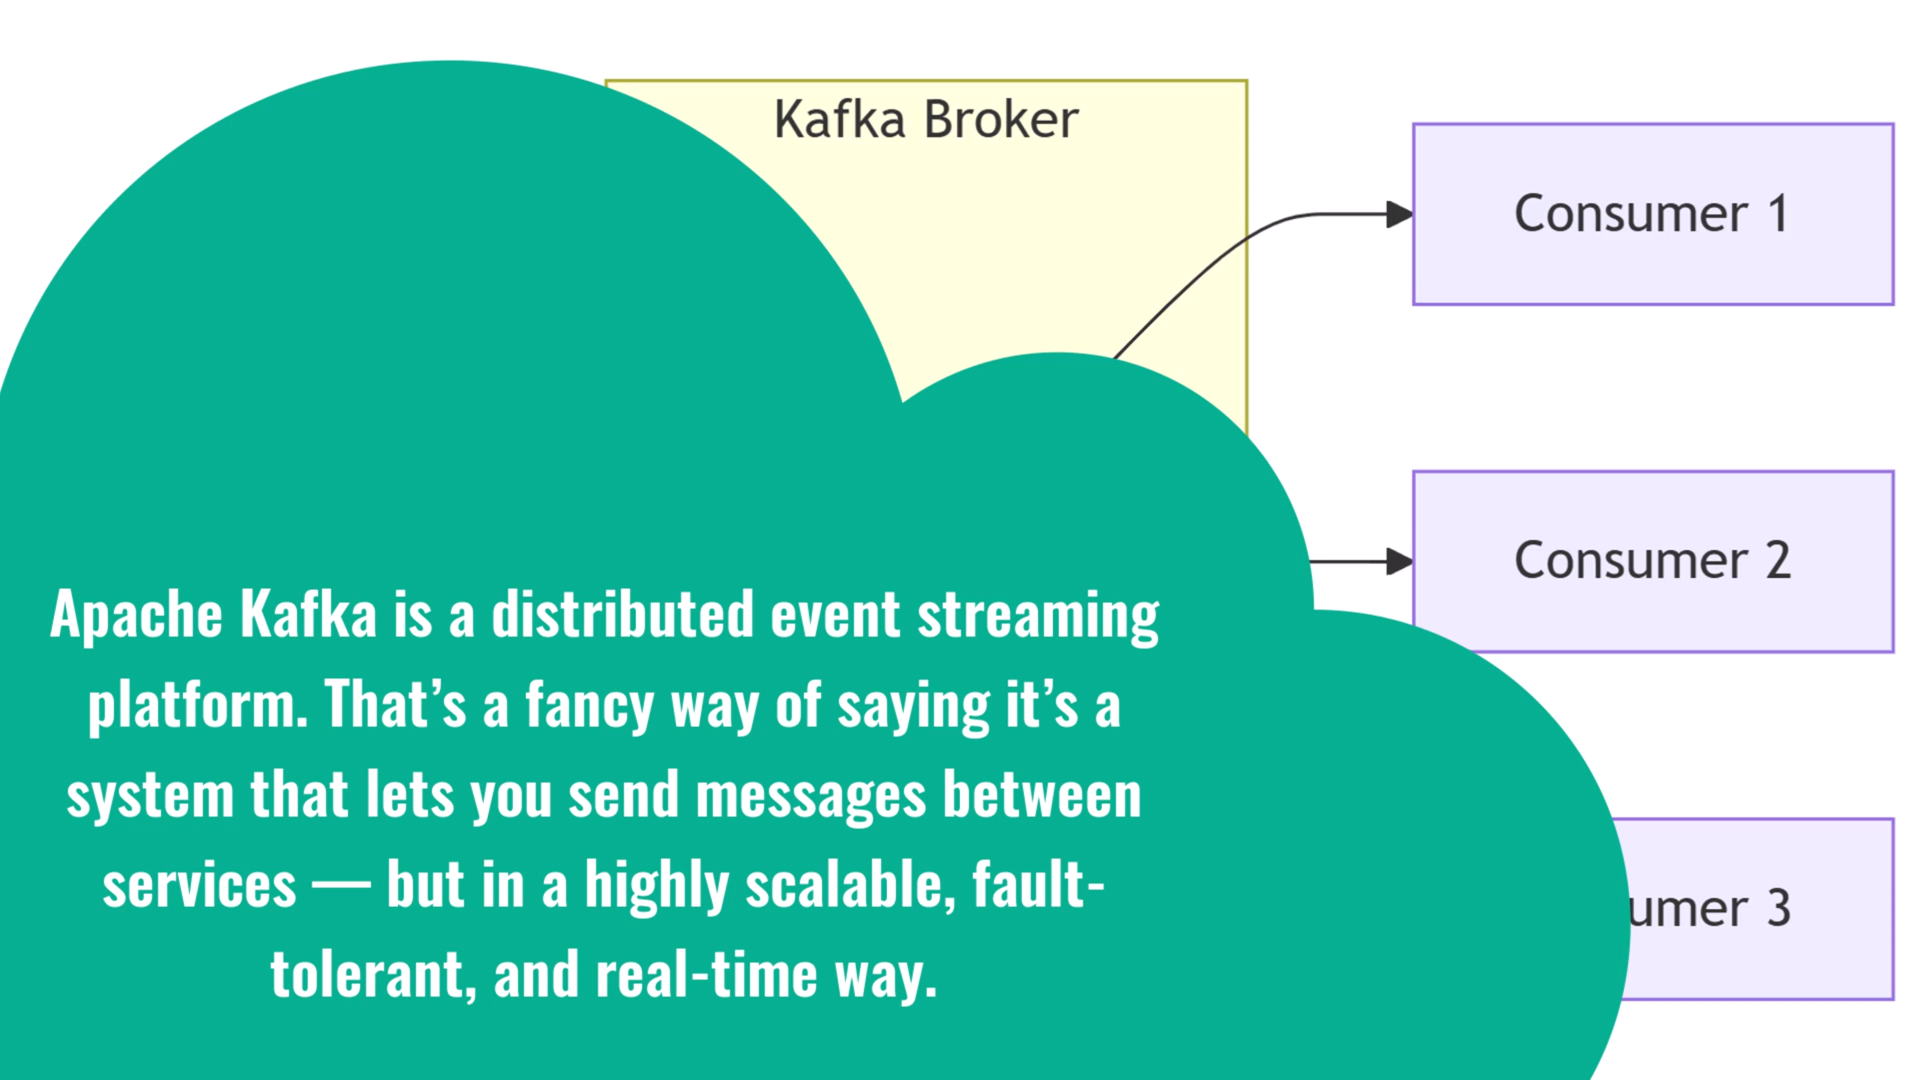 Kafka Broker
Consumer 1
Consumer 2
umer 3
Apache Kafka is a distributed event streaming
platform. That’s a fancy way of saying it’s a
system that lets you send messages between
services — but in a highly scalable, fault-
tolerant, and real-time way.